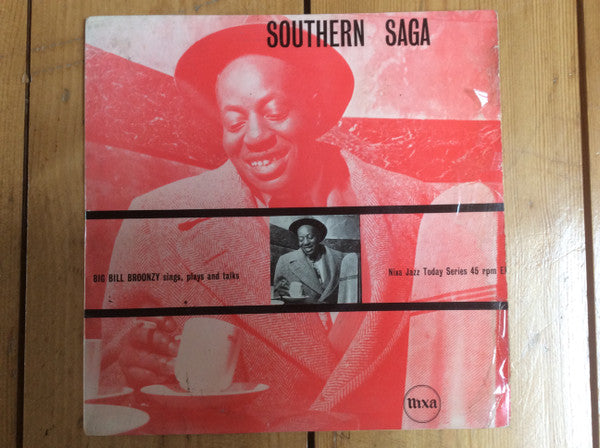 SOUTHERN SAGA
BIG BILL BROONZY sings, plays and talks
Nixa Jazz Today Series 45 rpm E
nixa